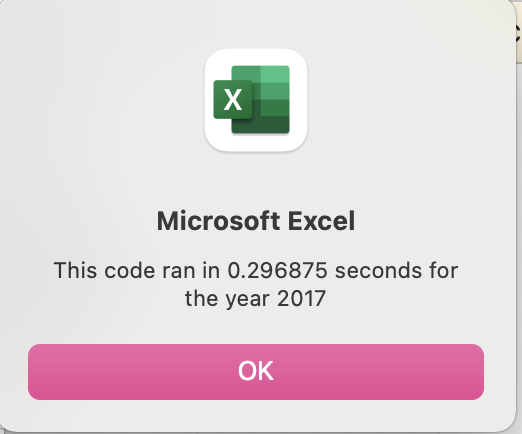 X
Microsoft Excel
This code ran in 0.296875 seconds for
the year 2017
OK